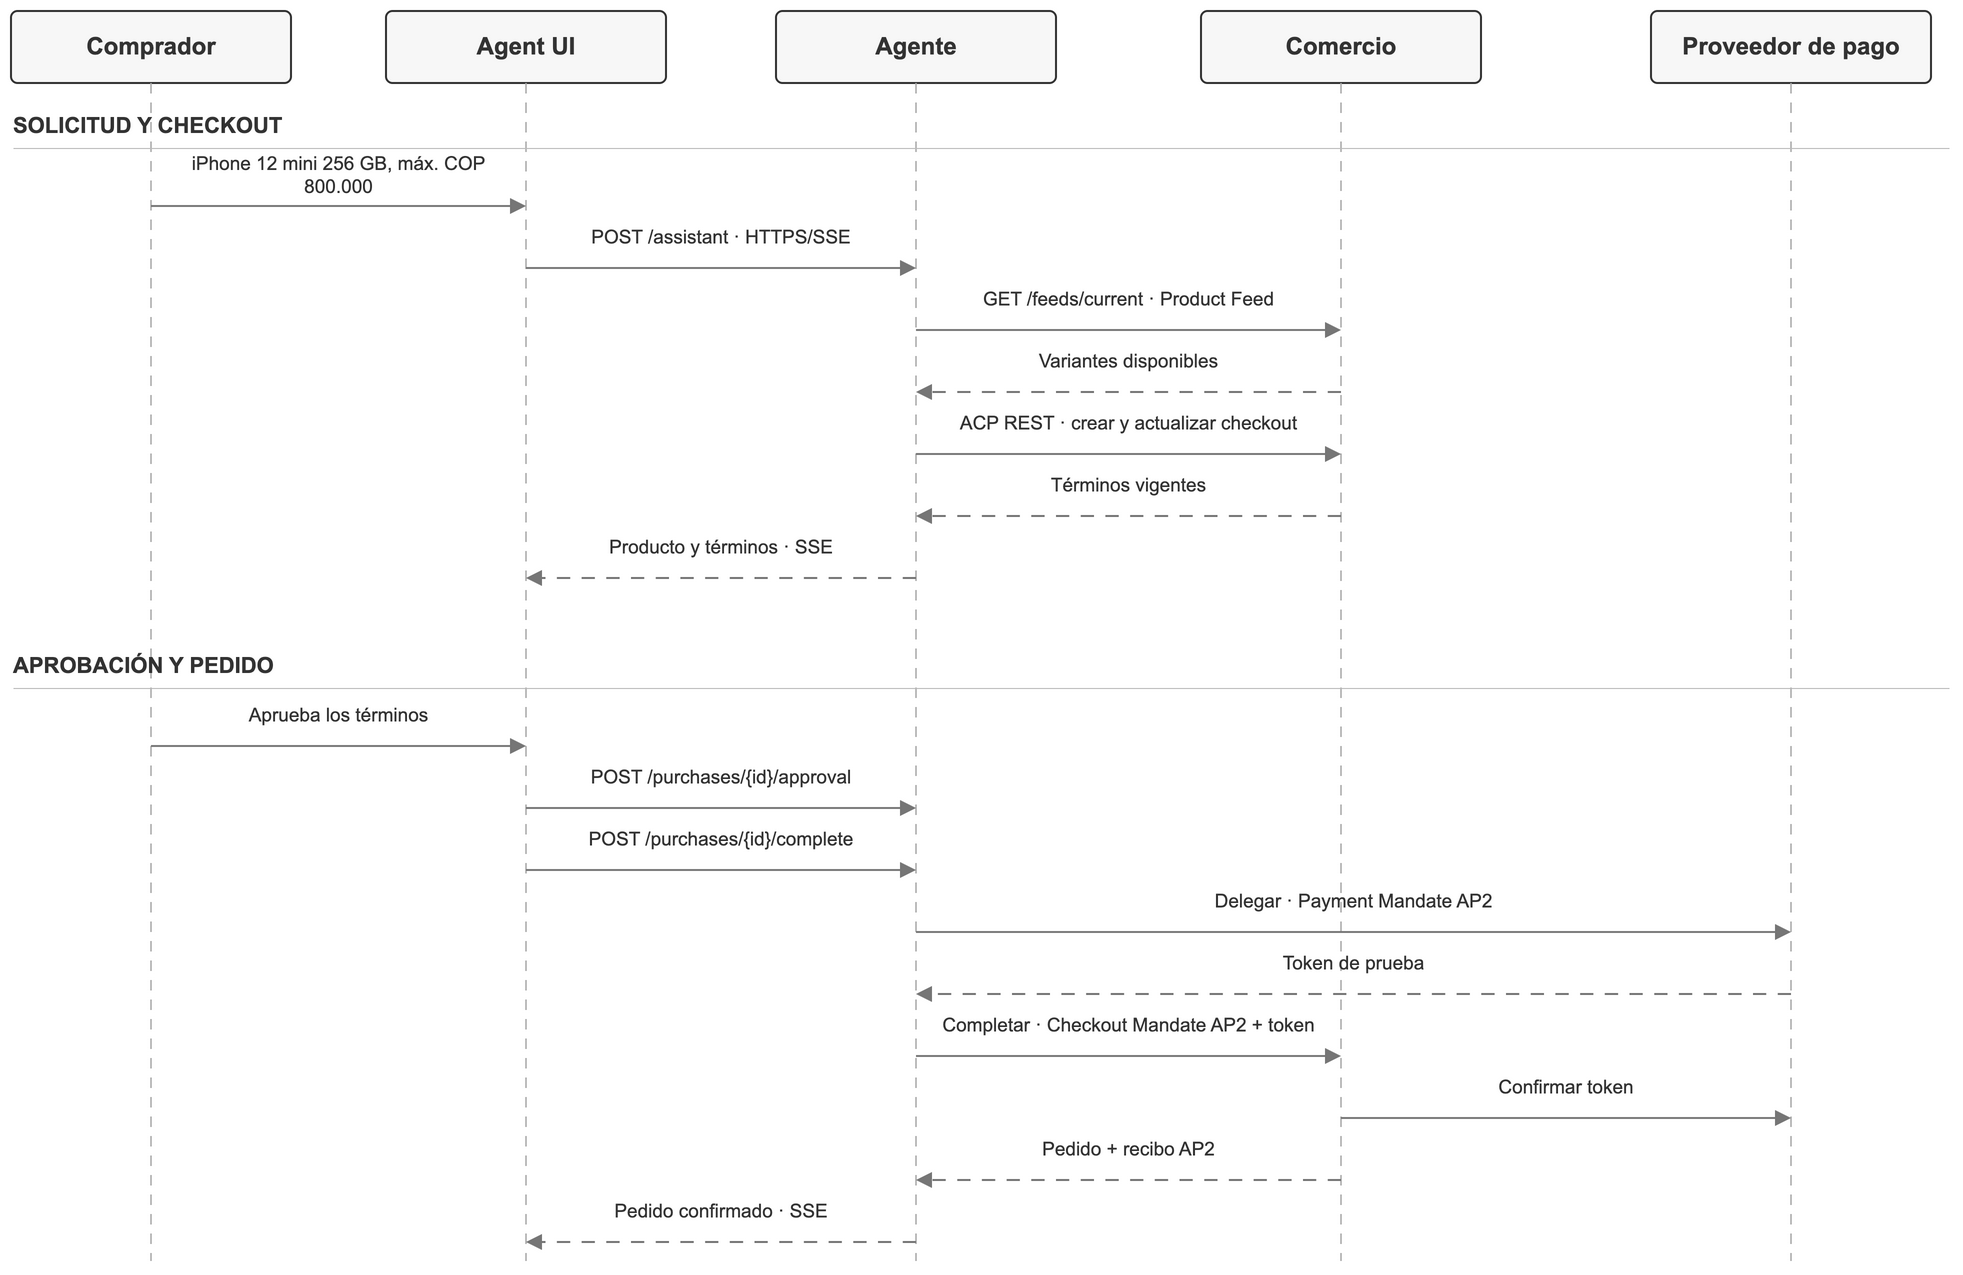 Comprador
Agent UI
Agente
Comercio
Proveedor de pago
SOLICITUD Y CHECKOUT
iPhone 12 mini 256 GB, máx. COP
800.000
POST /assistant · HTTPS/SSE
GET /feeds/current · Product Feed
Variantes disponibles
ACP REST · crear y actualizar checkout
Términos vigentes
Producto y términos · SSE
APROBACIÓN Y PEDIDO
Aprueba los términos
POST /purchases/{id}/approval
POST /purchases/{id}/complete
Delegar · Payment Mandate AP2
Token de prueba
Completar · Checkout Mandate AP2 + token
Confirmar token
Pedido + recibo AP2
Pedido confirmado · SSE